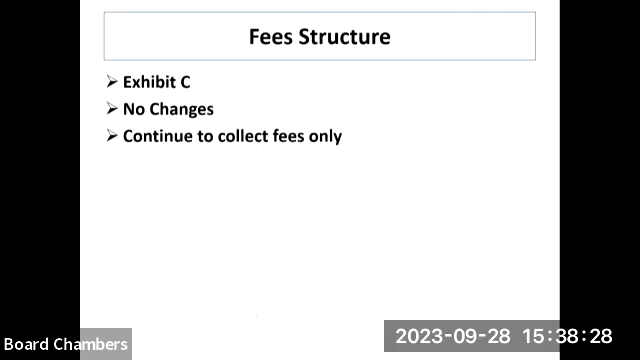 Fees Structure
➢ Exhibit C
➢ No Changes
➢ Continue to collect fees only
Board Chambers
2023-09-28 15:38:28